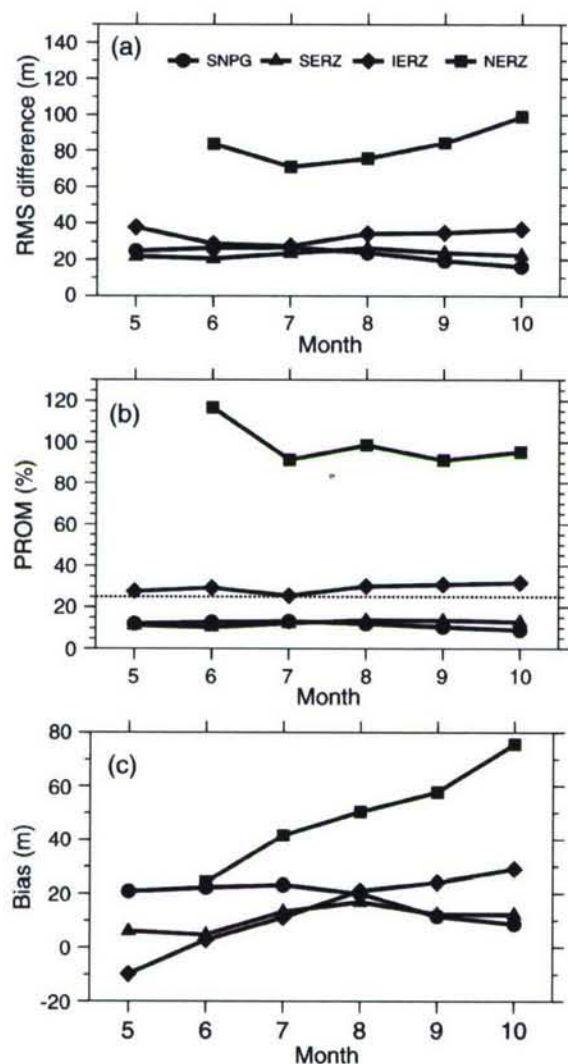 (a)
SNPG SERZ IERZ NERZ
RMS difference (m)
140
120
100
80
60
40
20
0
5 6 7 8 9 10
Month
(b)
PROM (%)
120
100
80
60
40
20
0
5 6 7 8 9 10
Month
(c)
Bias (m)
80
60
40
20
0
-20
5 6 7 8 9 10
Month